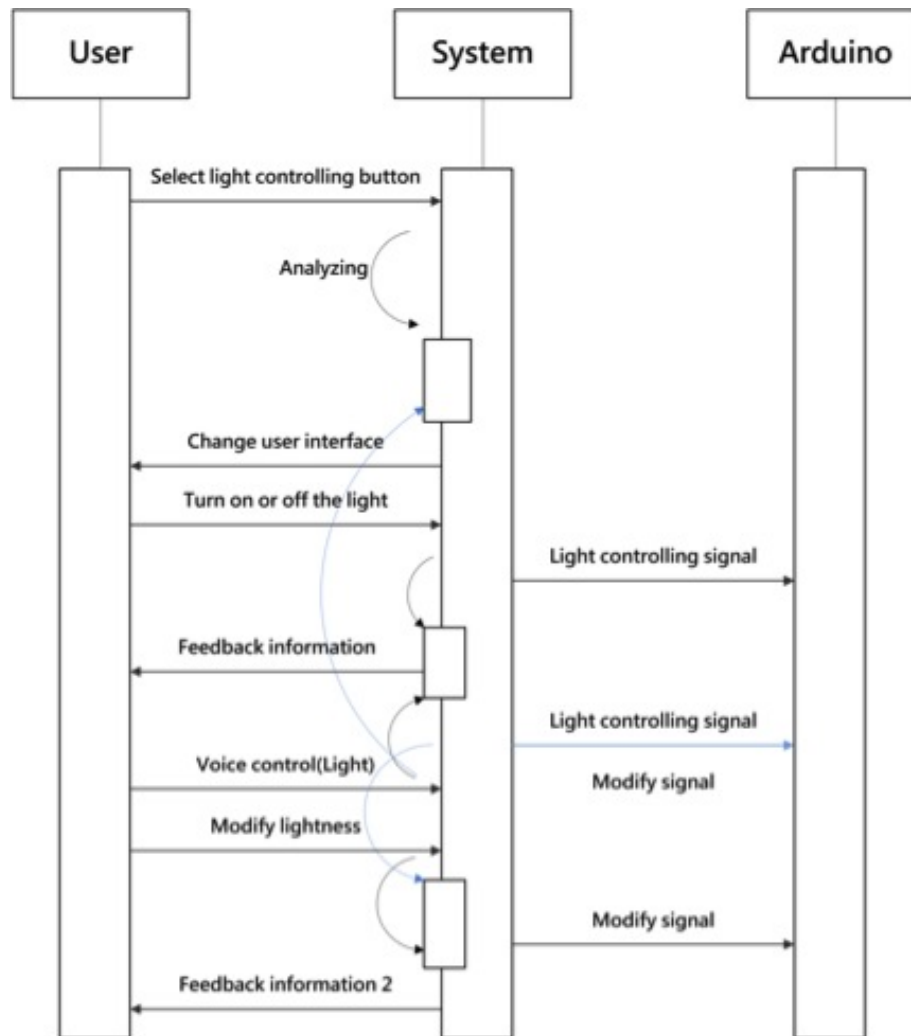 User
System
Arduino
Select light controlling button
Analyzing
Change user interface
Turn on or off the light
Light controlling signal
Feedback information
Light controlling signal
Voice control(Light)
Modify signal
Modify lightness
Modify signal
Feedback information 2